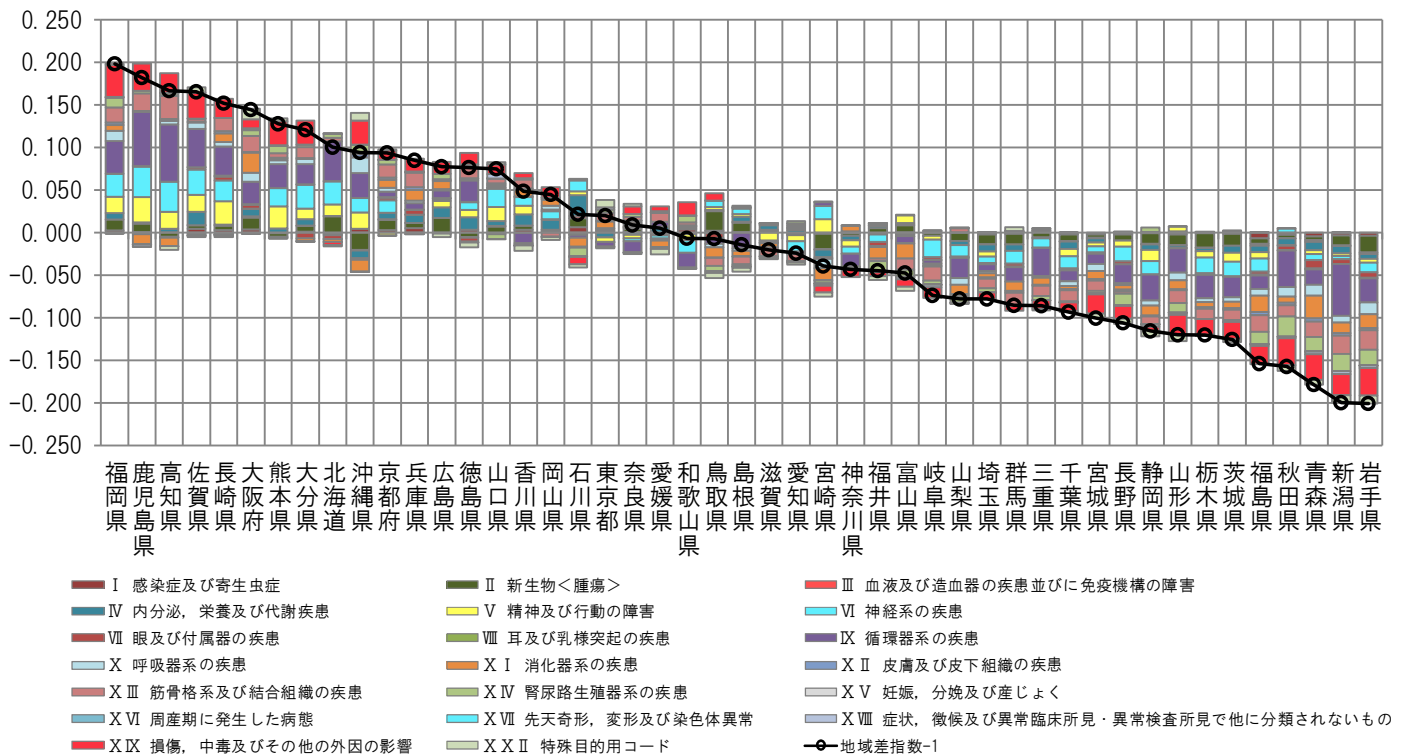 0.250
0.200
0.150
0.100
0.050
0.000
-0.050
-0.100
-0.150
-0.200
-0.250
福岡県 鹿児島県 高知県 佐賀県 長崎県 大阪府 熊本県 大分県 北海道 沖縄県 京都府 兵庫県 広島県 徳島県 山口県 香川県 岡山県 石川県 東京都 奈良県 愛媛県 和歌山県 鳥取県 島根県 滋賀県 愛知県 宮崎県 神奈川県 福井県 富山県 岐阜県 山梨県 埼玉県 群馬県 三重県 千葉県 宮城県 長野県 静岡県 山形県 栃木県 茨城県 福島県 秋田県 青森県 新潟県 岩手県
Ⅰ 感染症及び寄生虫症 Ⅱ 新生物＜腫瘍＞ Ⅲ 血液及び造血器の疾患並びに免疫機構の障害
Ⅳ 内分泌，栄養及び代謝疾患 Ⅴ 精神及び行動の障害 Ⅵ 神経系の疾患
Ⅶ 眼及び付属器の疾患 Ⅷ 耳及び乳様突起の疾患 Ⅸ 循環器系の疾患
Ⅹ 呼吸器系の疾患 ⅩⅠ 消化器系の疾患 ⅩⅡ 皮膚及び皮下組織の疾患
ⅩⅢ 筋骨格系及び結合組織の疾患 ⅩⅣ 腎尿路生殖器系の疾患 ⅩⅤ 妊娠，分娩及び産じょく
ⅩⅥ 周産期に発生した病態 ⅩⅦ 先天奇形，変形及び染色体異常 ⅩⅧ 症状，徴候及び異常臨床所見・異常検査所見で他に分類されないもの
ⅩⅨ 損傷，中毒及びその他の外因の影響 ⅩⅩⅡ 特殊目的用コード 地域差指数-1